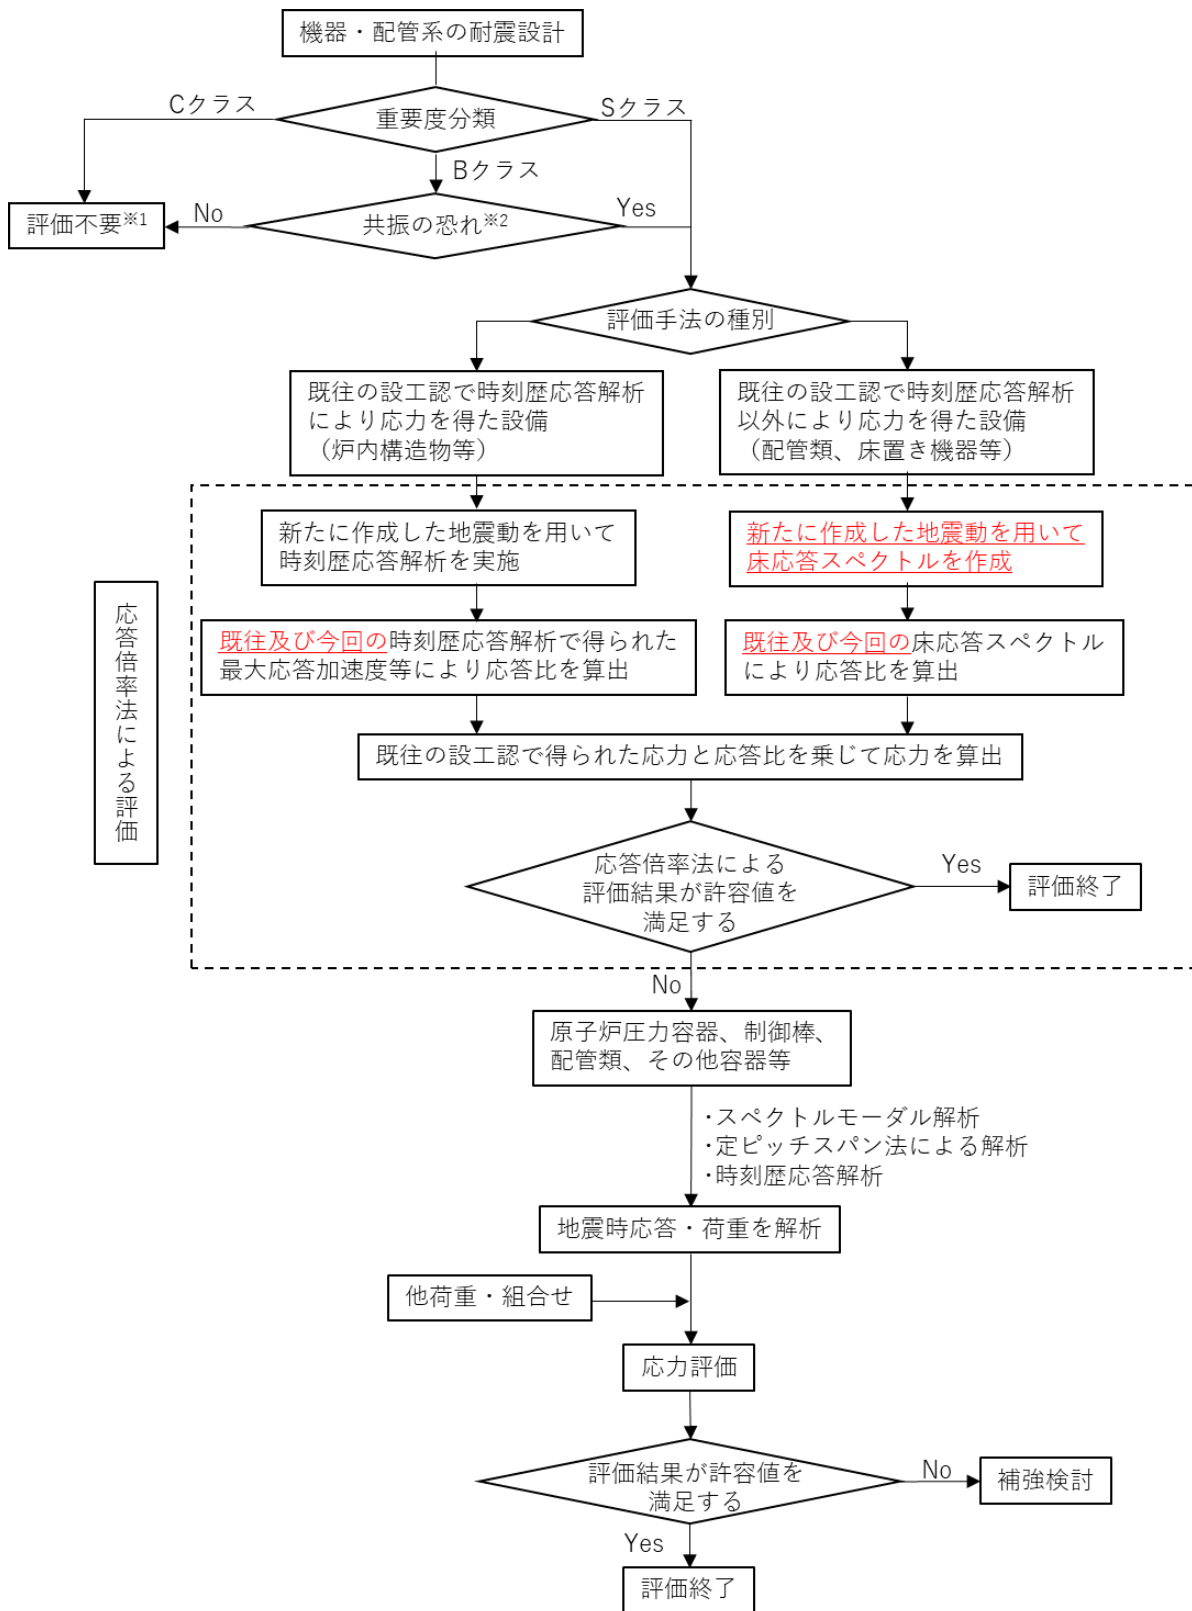 機器・配管系の耐震設計
Cクラス
重要度分類
Sクラス
Bクラス
評価不要※1
No
共振の恐れ※2
Yes
評価手法の種別
既往の設工認で時刻歴応答解析
により応力を得た設備
（炉内構造物等）
既往の設工認で時刻歴応答解析
以外により応力を得た設備
（配管類、床置き機器等）
応答倍率法による評価
新たに作成した地震動を用いて
時刻歴応答解析を実施
新たに作成した地震動を用いて
床応答スペクトルを作成
既往及び今回の時刻歴応答解析で得られた
最大応答加速度等により応答比を算出
既往及び今回の床応答スペクトル
により応答比を算出
既往の設工認で得られた応力と応答比を乗じて応力を算出
応答倍率法による
評価結果が許容値を
満足する
Yes
評価終了
No
原子炉圧力容器、制御棒、
配管類、その他容器等
・スペクトルモーダル解析
・定ピッチスパン法による解析
・時刻歴応答解析
地震時応答・荷重を解析
他荷重・組合せ
応力評価
評価結果が許容値を
満足する
No
補強検討
Yes
評価終了